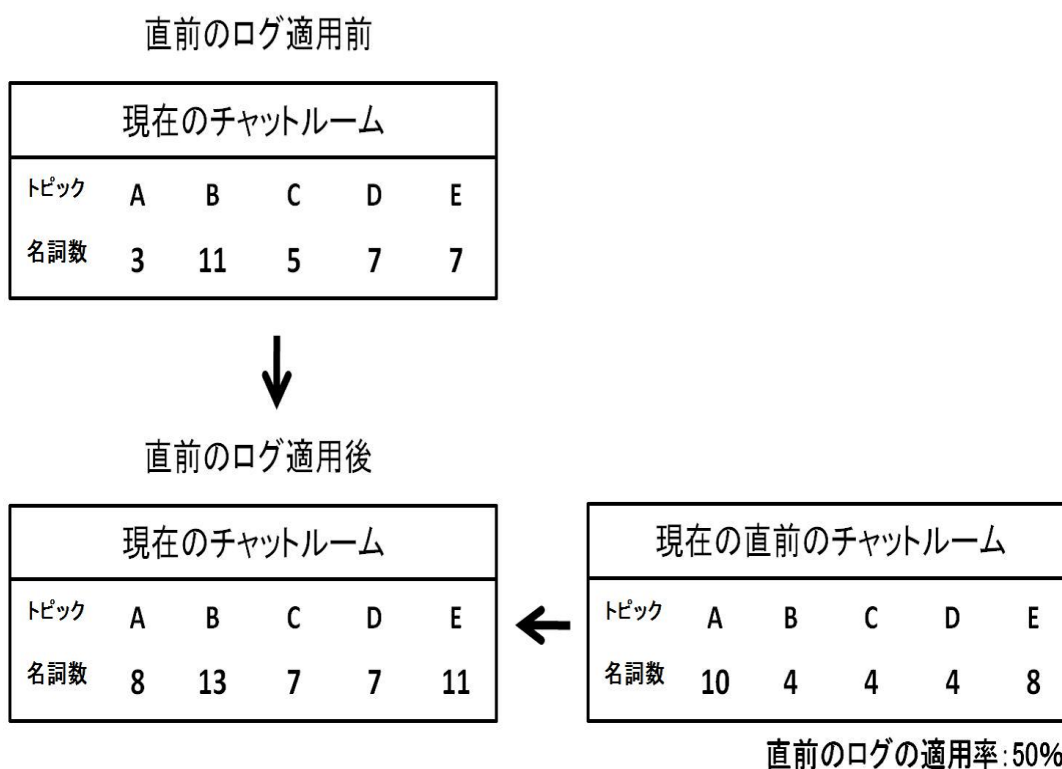 直前のログ適用前
現在のチャットルーム
トピック A B C D E
名詞数 3 11 5 7 7
直前のログ適用後
現在のチャットルーム
トピック A B C D E
名詞数 8 13 7 7 11
現在の直前のチャットルーム
トピック A B C D E
名詞数 10 4 4 4 8
直前のログの適用率:50%